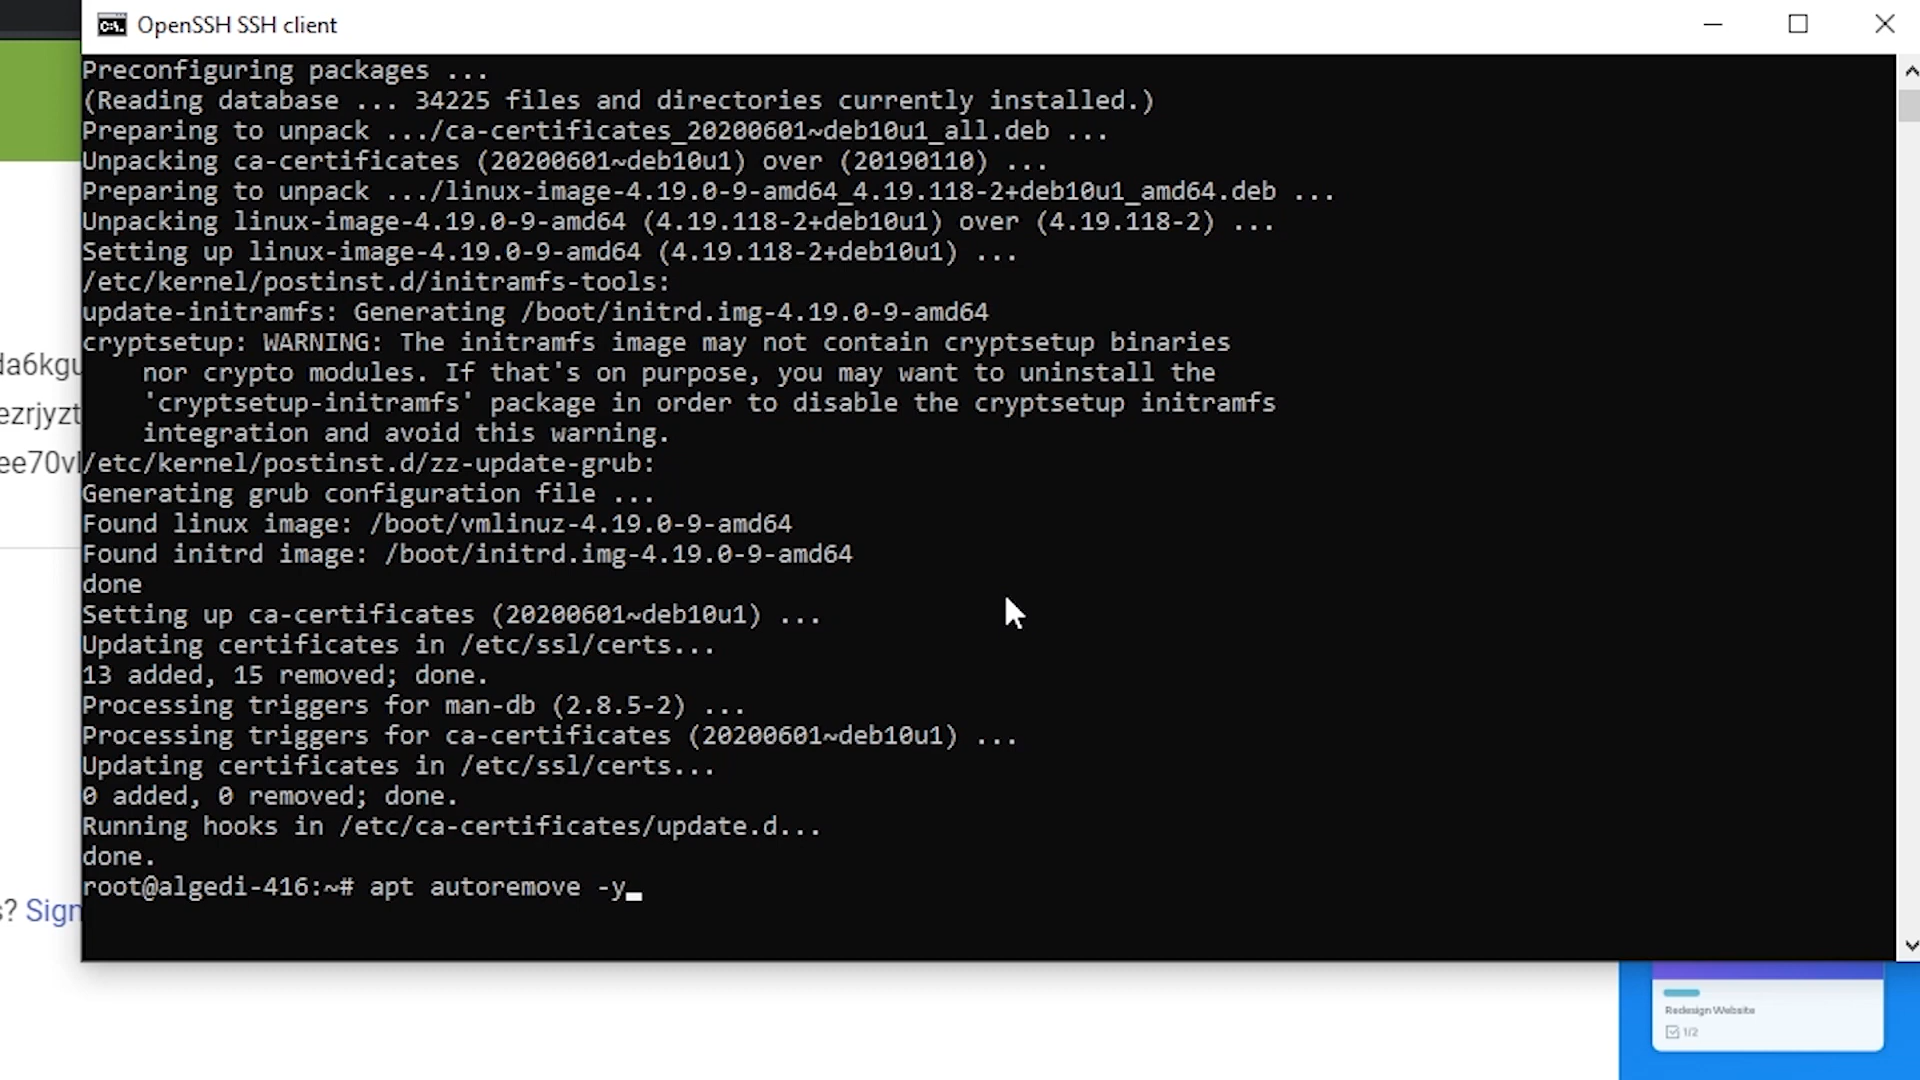 OpenSSH SSH client
Preconfiguring packages ...
(Reading database ... 34225 files and directories currently installed.)
Preparing to unpack .../ca-certificates_20200601~deb10u1_all.deb ...
Unpacking ca-certificates (20200601~deb10u1) over (20190110) ...
Preparing to unpack .../linux-image-4.19.0-9-amd64_4.19.118-2+deb10u1_amd64.deb ...
Unpacking linux-image-4.19.0-9-amd64 (4.19.118-2+deb10u1) over (4.19.118-2) ...
Setting up linux-image-4.19.0-9-amd64 (4.19.118-2+deb10u1) ...
/etc/kernel/postinst.d/initramfs-tools:
update-initramfs: Generating /boot/initrd.img-4.19.0-9-amd64
cryptsetup: WARNING: The initramfs image may not contain cryptsetup binaries
nor crypto modules. If that's on purpose, you may want to uninstall the
'cryptsetup-initramfs' package in order to disable the cryptsetup initramfs
integration and avoid this warning.
/etc/kernel/postinst.d/zz-update-grub:
Generating grub configuration file ...
Found linux image: /boot/vmlinuz-4.19.0-9-amd64
Found initrd image: /boot/initrd.img-4.19.0-9-amd64
done
Setting up ca-certificates (20200601~deb10u1) ...
Updating certificates in /etc/ssl/certs...
13 added, 15 removed; done.
Processing triggers for man-db (2.8.5-2) ...
Processing triggers for ca-certificates (20200601~deb10u1) ...
Updating certificates in /etc/ssl/certs...
0 added, 0 removed; done.
Running hooks in /etc/ca-certificates/update.d...
done.
root@algedi-416:~# apt autoremove -y
da6kgu
ezrjyzt
ee70v
s? Sign
Redesign Website
1/2